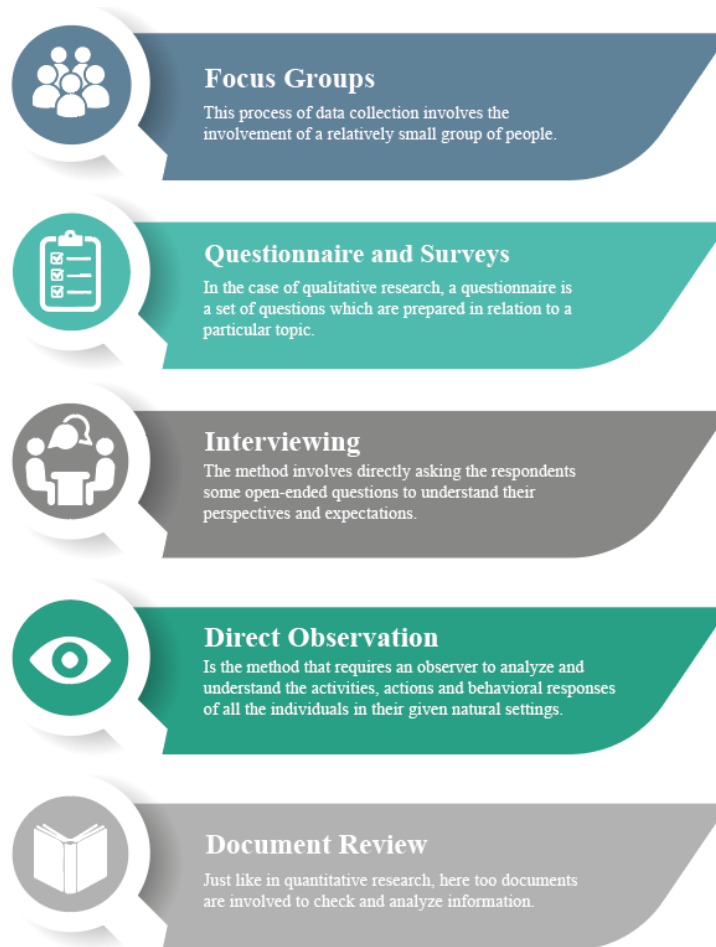 Focus Groups
This process of data collection involves the
involvement of a relatively small group of people.
Questionnaire and Surveys
In the case of qualitative research, a questionnaire is
a set of questions which are prepared in relation to a
particular topic.
Interviewing
The method involves directly asking the respondents
some open-ended questions to understand their
perspectives and expectations.
Direct Observation
Is the method that requires an observer to analyze and
understand the activities, actions and behavioral responses
of all the individuals in their given natural settings.
Document Review
Just like in quantitative research, here too documents
are involved to check and analyze information.